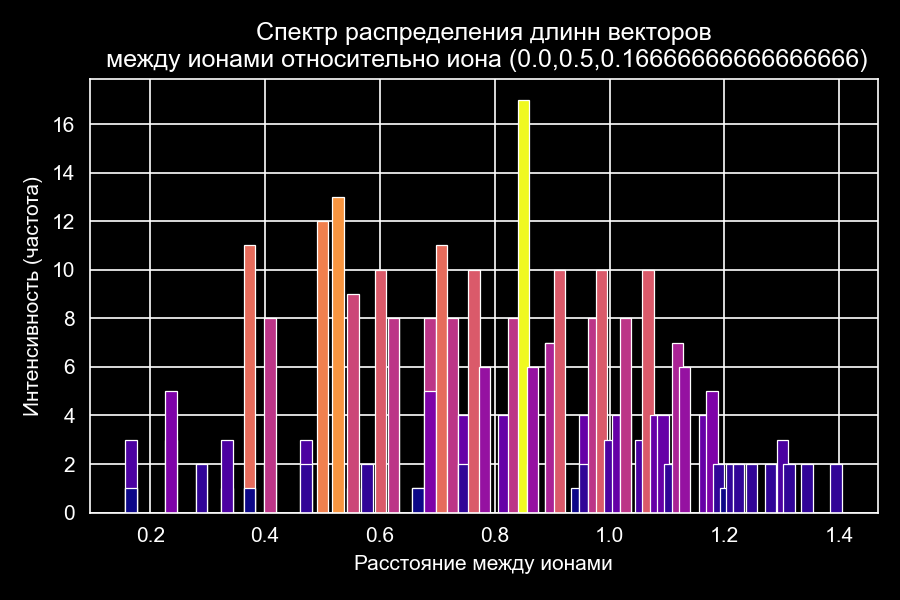 Спектр распределения длинн векторов
между ионами относительно иона (0.0,0.5,0.16666666666666666)
Интенсивность (частота)
16
14
12
10
8
6
4
2
0
0.2 0.4 0.6 0.8 1.0 1.2 1.4
Расстояние между ионами